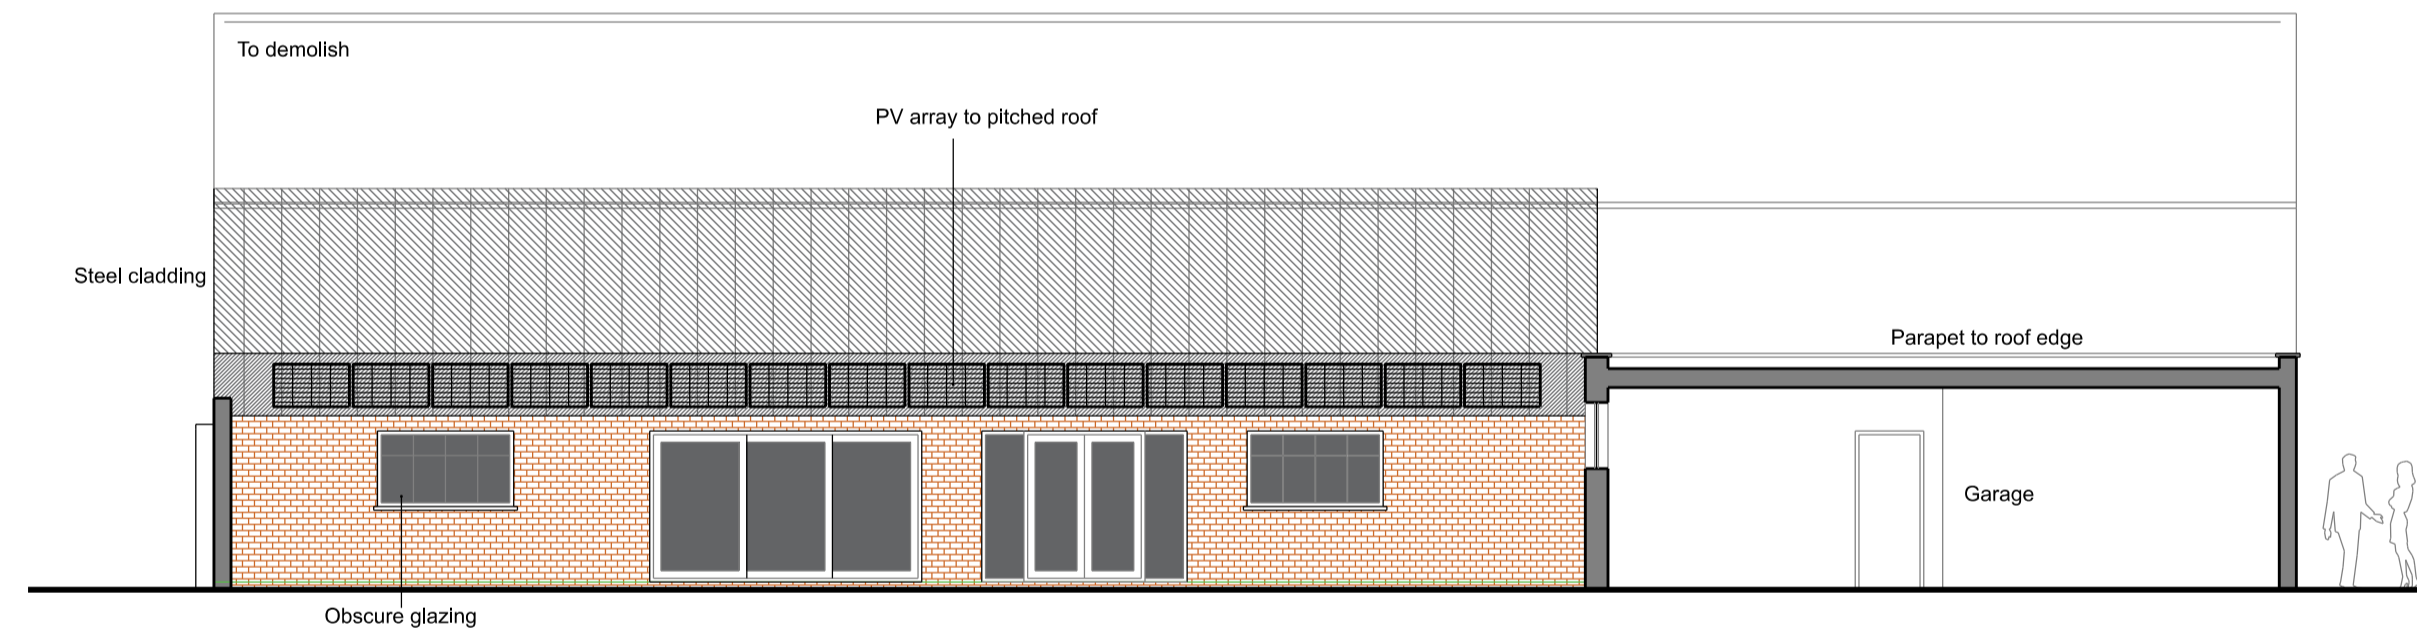 To demolish
PV array to pitched roof
Steel cladding
Parapet to roof edge
Garage
Obscure glazing